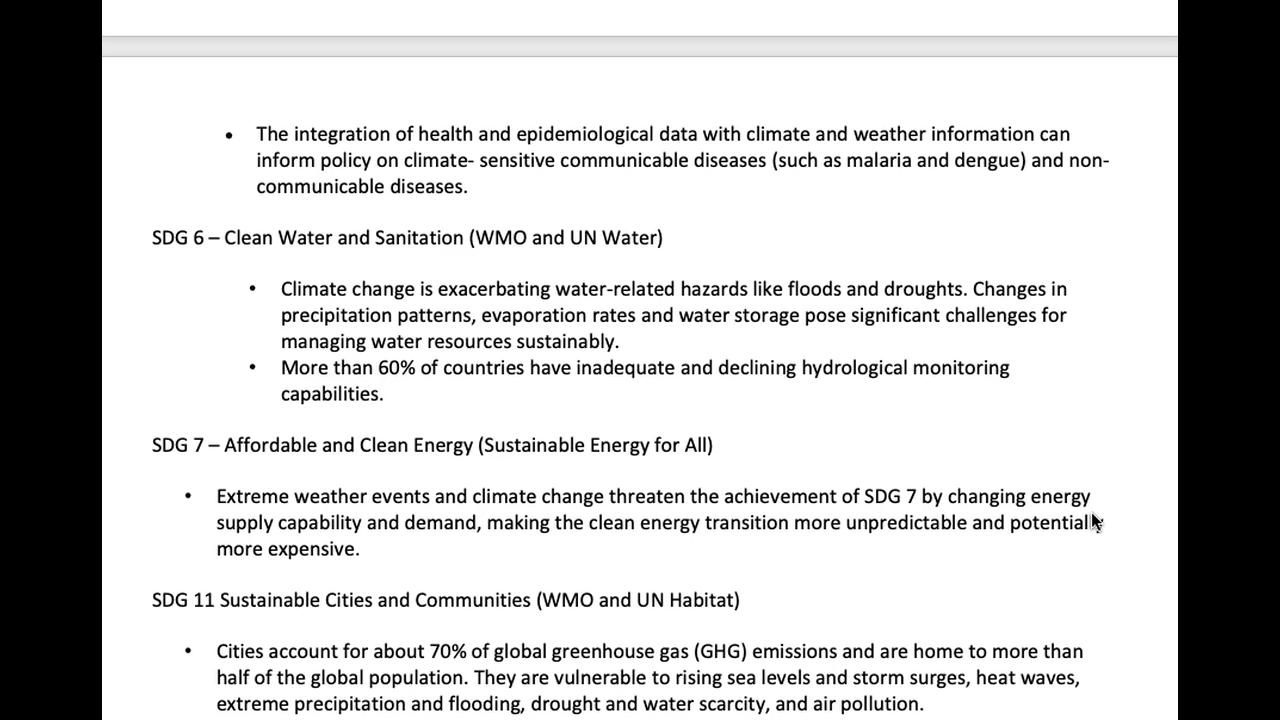 • The integration of health and epidemiological data with climate and weather information can
inform policy on climate- sensitive communicable diseases (such as malaria and dengue) and non-
communicable diseases.
SDG 6 – Clean Water and Sanitation (WMO and UN Water)
• Climate change is exacerbating water-related hazards like floods and droughts. Changes in
precipitation patterns, evaporation rates and water storage pose significant challenges for
managing water resources sustainably.
• More than 60% of countries have inadequate and declining hydrological monitoring
capabilities.
SDG 7 – Affordable and Clean Energy (Sustainable Energy for All)
• Extreme weather events and climate change threaten the achievement of SDG 7 by changing energy
supply capability and demand, making the clean energy transition more unpredictable and
more expensive.
SDG 11 Sustainable Cities and Communities (WMO and UN Habitat)
• Cities account for about 70% of global greenhouse gas (GHG) emissions and are home to more than
half of the global population. They are vulnerable to rising sea levels and storm surges, heat waves,
extreme precipitation and flooding, drought and water scarcity, and air pollution.